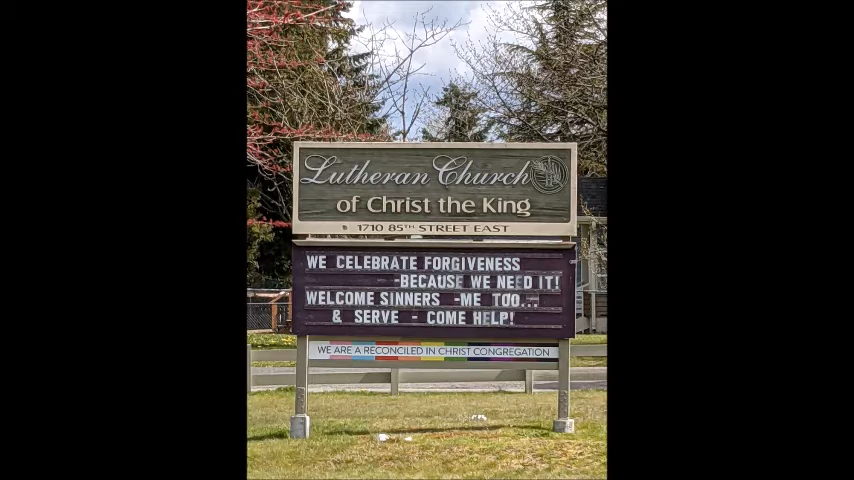 Lutheran Church
of Christ the King
1710 85TH STREET EAST
WE CELEBRATE FORGIVENESS
-BECAUSE WE NEED IT!
WELCOME SINNERS -ME TOO...
& SERVE - COME HELP!
WE ARE A RECONCILED IN CHRIST CONGREGATION